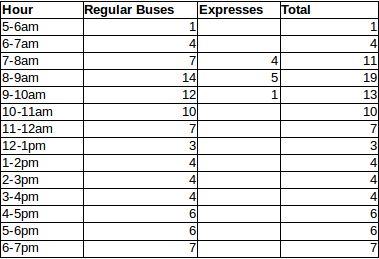 Hour Regular Buses Expresses Total
5-6am 1 1
6-7am 4 4
7-8am 7 4 11
8-9am 14 5 19
9-10am 12 1 13
10-11am 10 10
11-12am 7 7
12-1pm 3 3
1-2pm 4 4
2-3pm 4 4
3-4pm 4 4
4-5pm 6 6
5-6pm 6 6
6-7pm 7 7